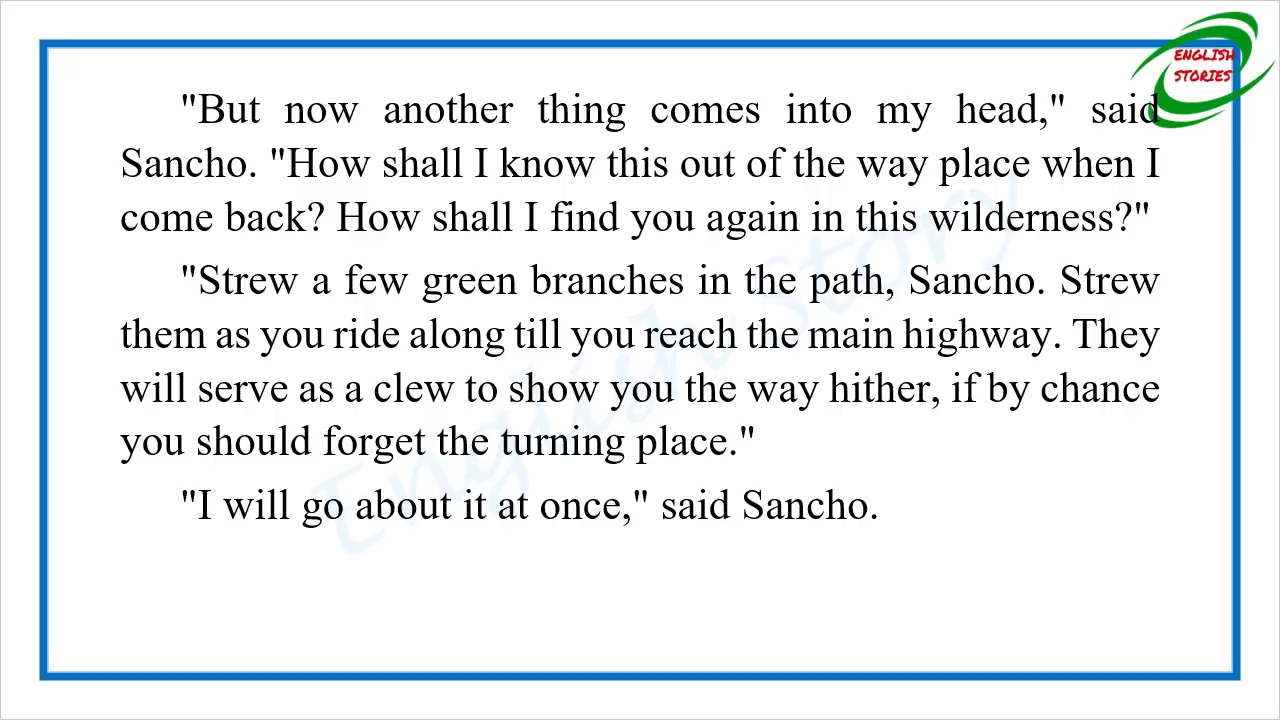 ENGLISH
STORIES
"But now another thing comes into my head," said
Sancho. "How shall I know this out of the way place when I
come back? How shall I find you again in this wilderness?"
"Strew a few green branches in the path, Sancho. Strew
them as you ride along till you reach the main highway. They
will serve as a clew to show you the way hither, if by chance
you should forget the turning place."
"I will go about it at once," said Sancho.
English Story